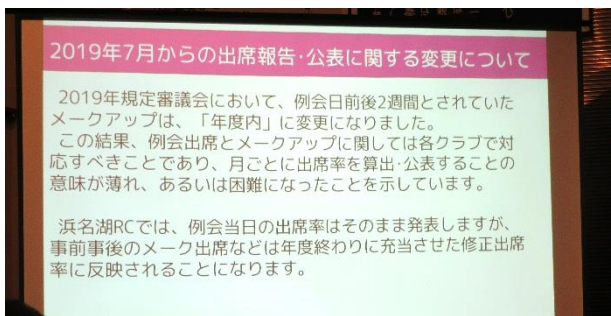 2019年7月からの出席報告·公表に関する変更について
2019年規定審議会において、例会日前後2週間とされていた
メークアップは、「年度内」に変更になりました。
この結果、例会出席とメークアップに関しては各クラブで対
応すべきことであり、月ごとに出席率を算出·公表することの
意味が薄れ、あるいは困難になったことを示しています。
浜名湖RCでは、例会当日の出席率はそのまま発表しますが、
事前事後のメーク出席などは年度終わりに充当させた修正出席
率に反映されることになります。